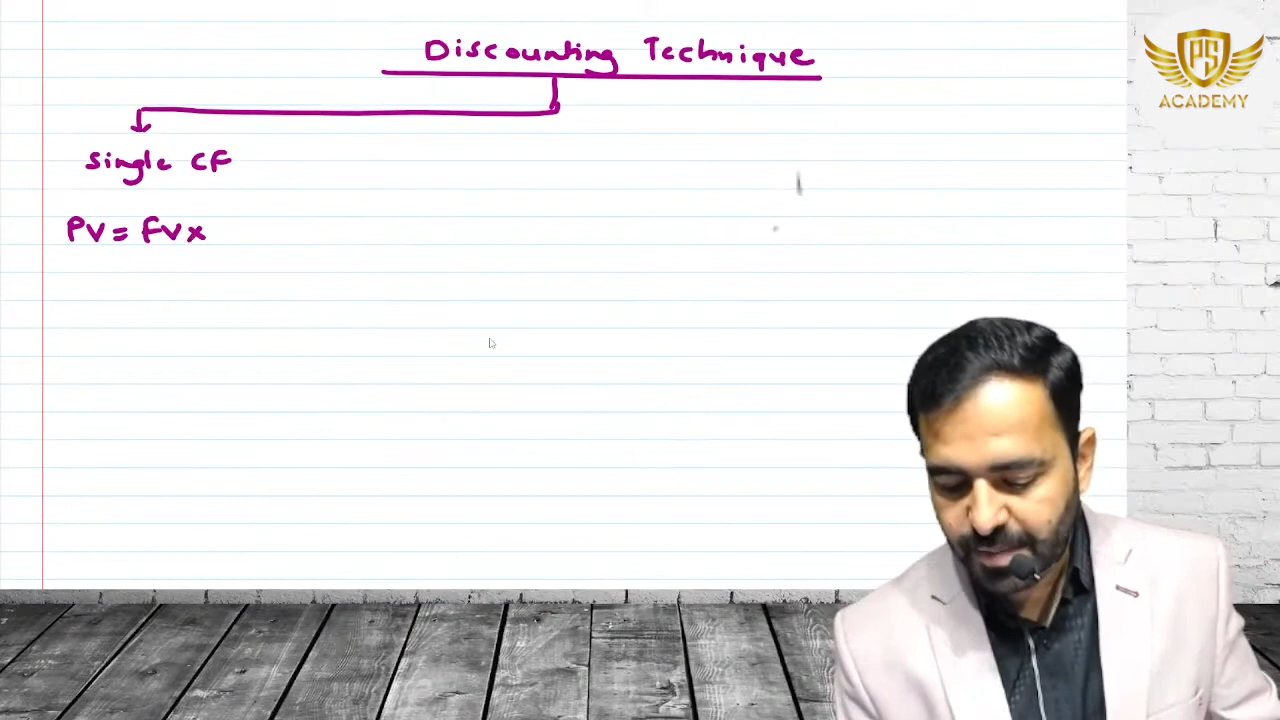 Discounting Technique
Single CF
PV = FV x
PS
ACADEMY